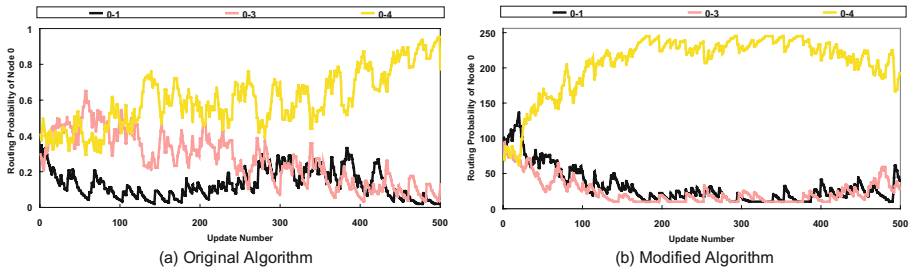 0-1 0-3 0-4
1
0.8
0.6
0.4
0.2
0
Routing Probability of Node 0
0 100 200 300 400 500
Update Number
(a) Original Algorithm
0-1 0-3 0-4
250
200
150
100
50
0
Routing Probability of Node 0
0 100 200 300 400 500
Update Number
(b) Modified Algorithm